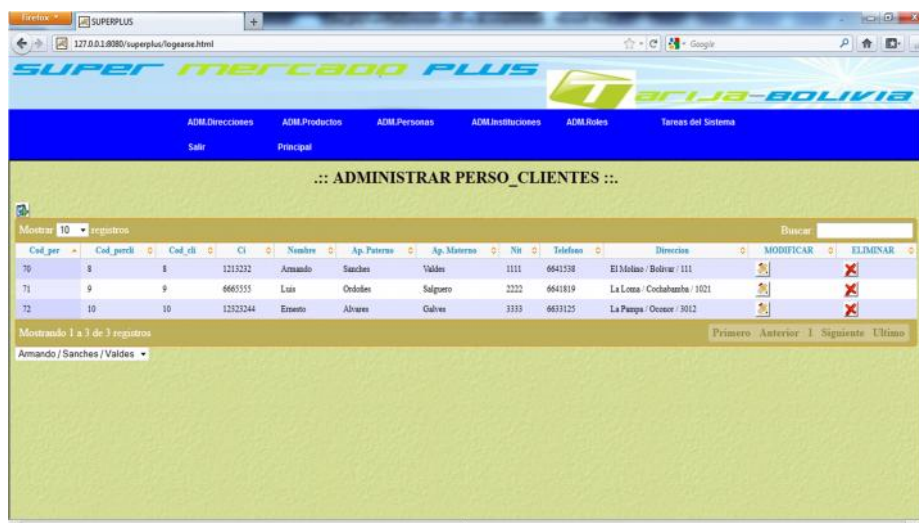 Firefox
SUPERPLUS
127.0.0.1:8080/superplus/logearse.html
Google
SUPER merCADO PLUS
Tarija-BOLIVIA
ADM.Direcciones ADM.Productos ADM.Personas ADM.Instituciones ADM.Roles Tareas del Sistema
Salir Principal
.:: ADMINISTRAR PERSO_CLIENTES ::.
Mostrar 10 registros Buscar:
Cod_per Cod_percli Cod_cli Ci Nombre Ap. Paterno Ap. Materno Nit Telefono Direccion MODIFICAR ELIMINAR
70 8 8 1213232 Armando Sanches Valdes 1111 6641538 El Molino / Bolivar / 111
71 9 9 6665555 Luis Ordoñes Salguero 2222 6641819 La Loma / Cochabamba / 1021
72 10 10 12323244 Ernesto Alvares Galves 3333 6633125 La Pampa / Oconor / 3012
Mostrando 1 a 3 de 3 registros Primero Anterior 1 Siguiente Ultimo
Armando / Sanches / Valdes